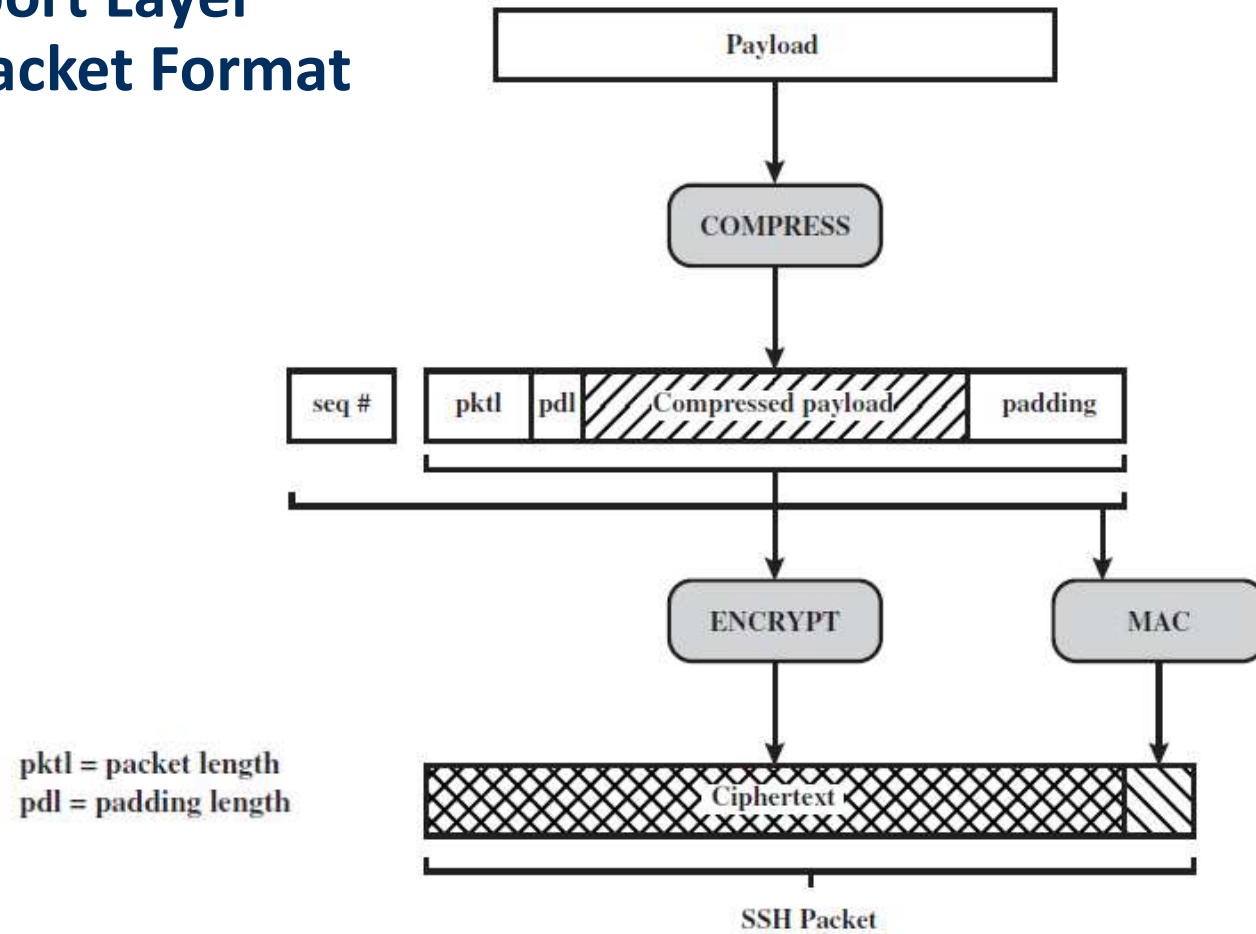 ort Layer
acket Format
Payload
COMPRESS
seq #
pktl
pdl
Compressed payload
padding
ENCRYPT
MAC
pktl = packet length
pdl = padding length
Ciphertext
SSH Packet